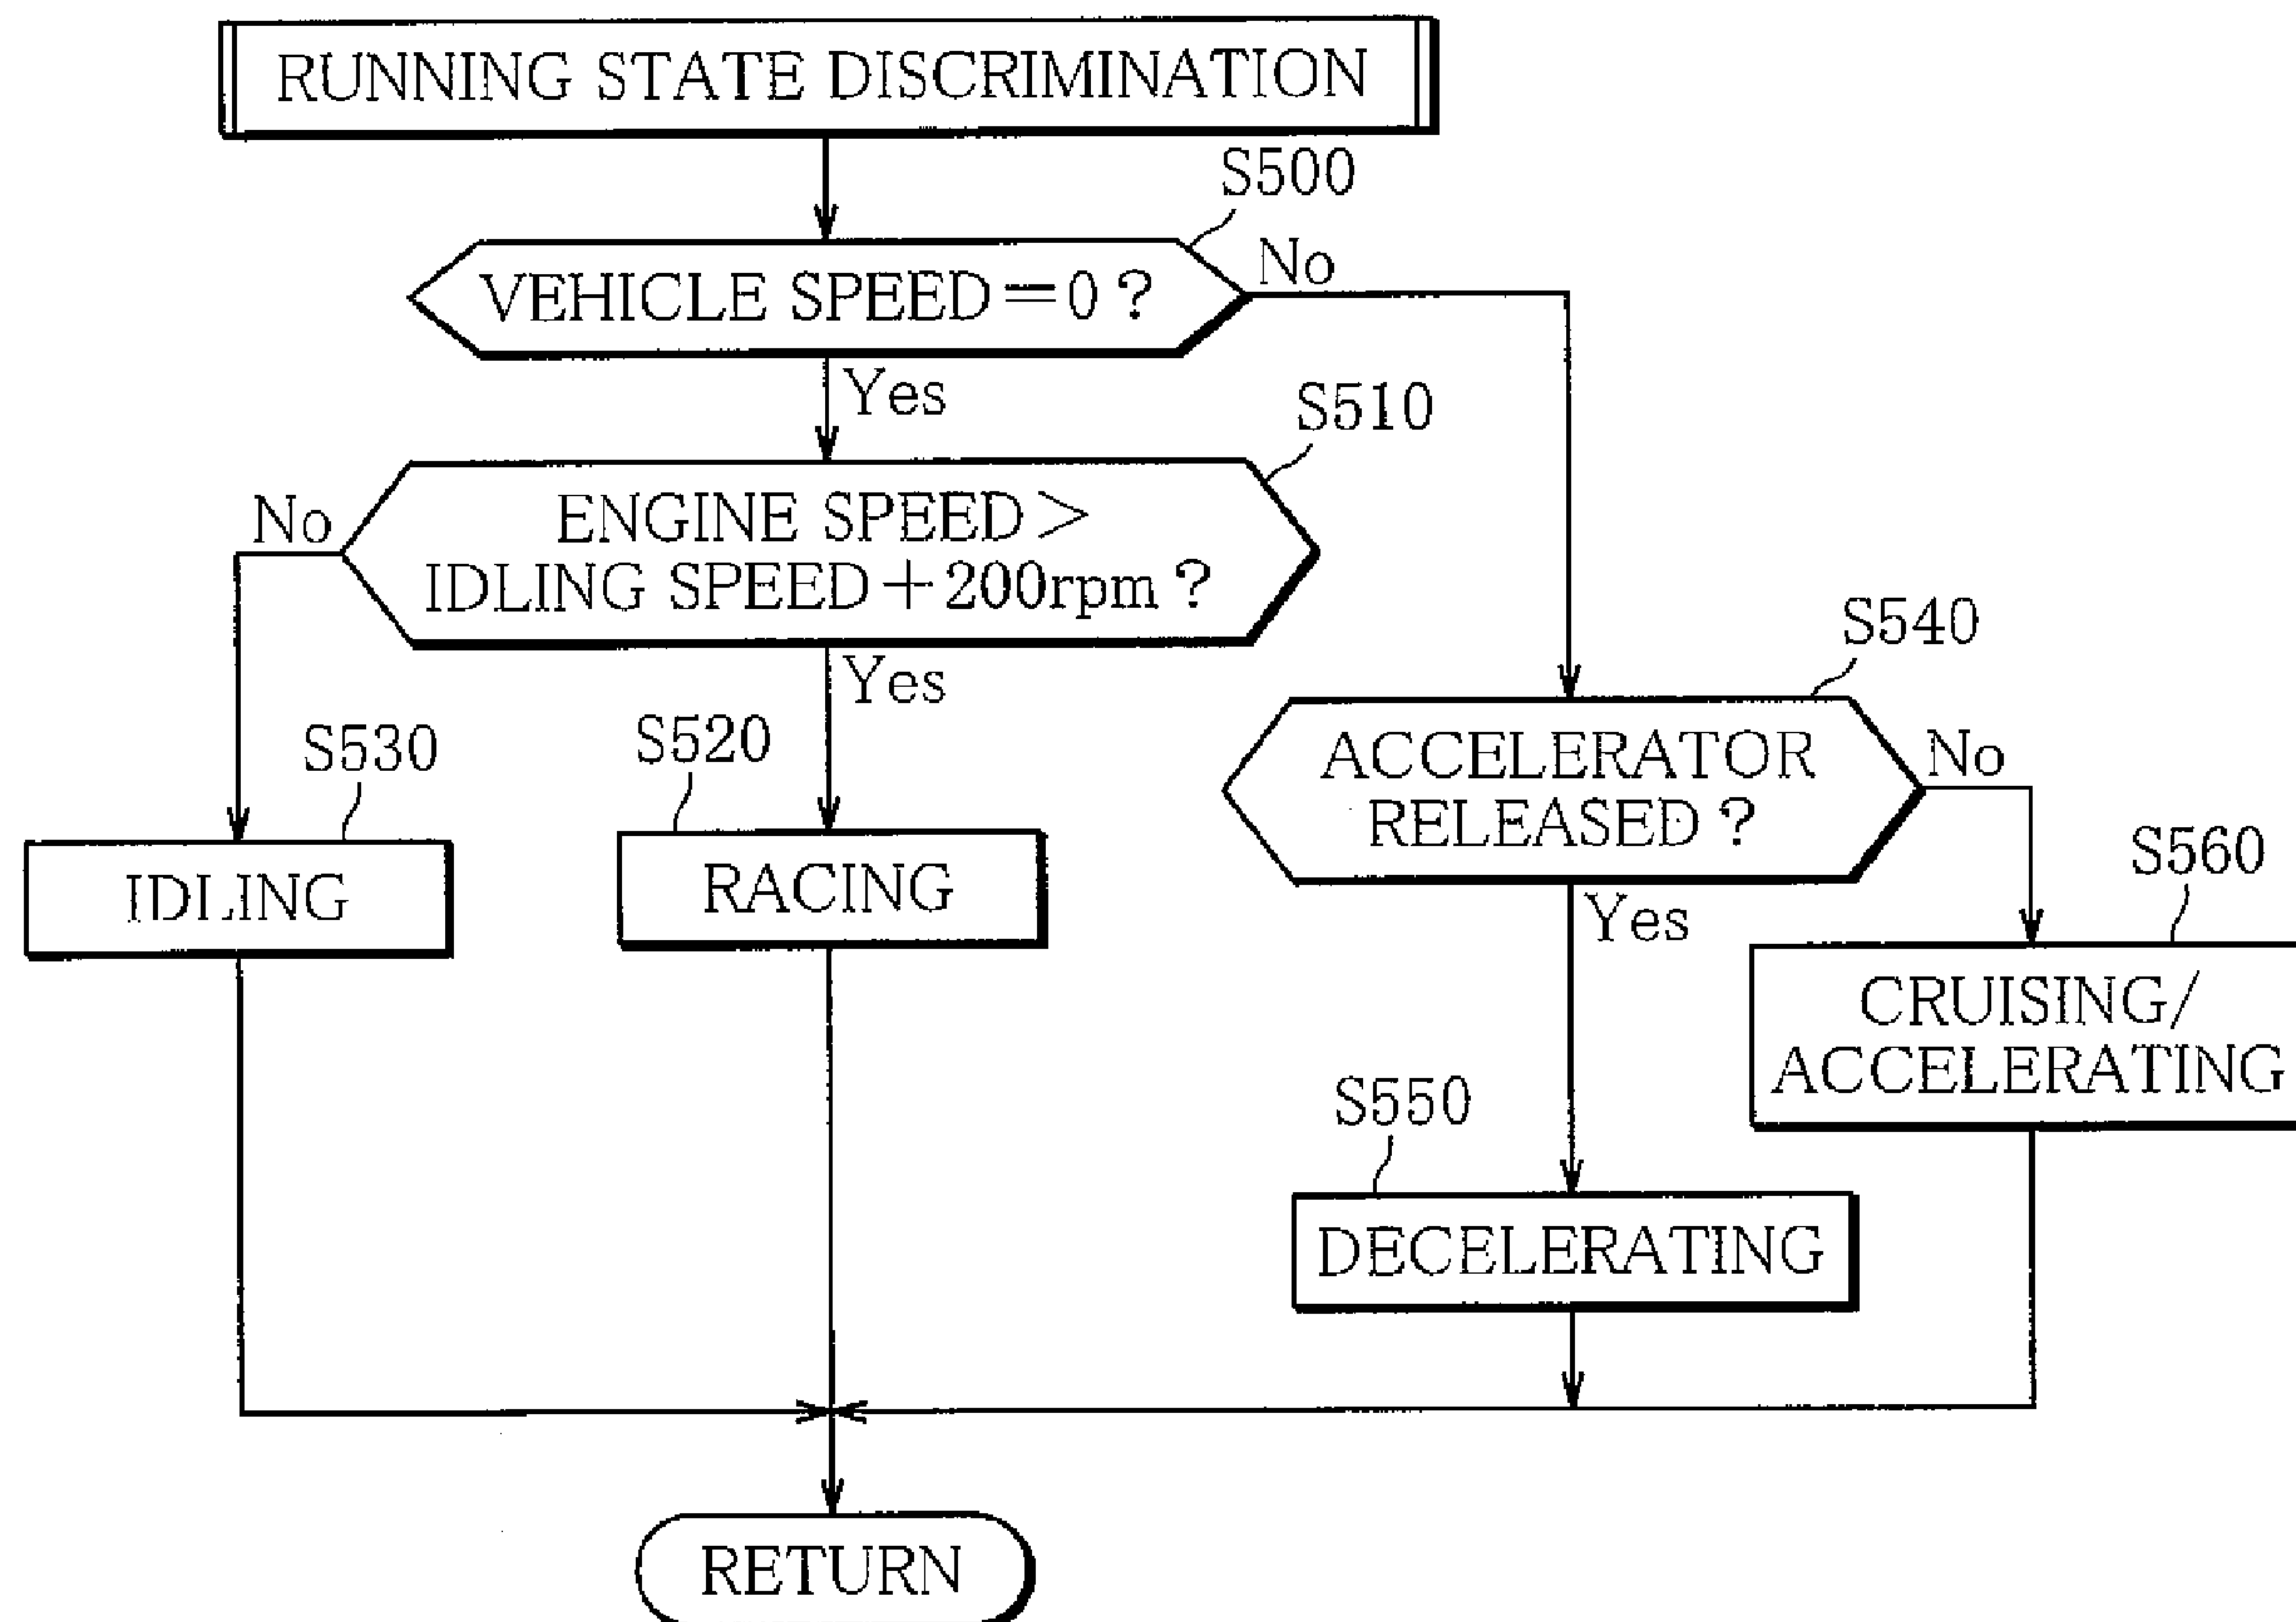 RUNNING STATE DISCRIMINATION
S500
VEHICLE SPEED=0?
No
Yes
S510
ENGINE SPEED>
IDLING SPEED+200rpm?
No
Yes
S540
ACCELERATOR
RELEASED?
No
Yes
S530
IDLING
S520
RACING
S560
CRUISING/
ACCELERATING
S550
DECELERATING
RETURN